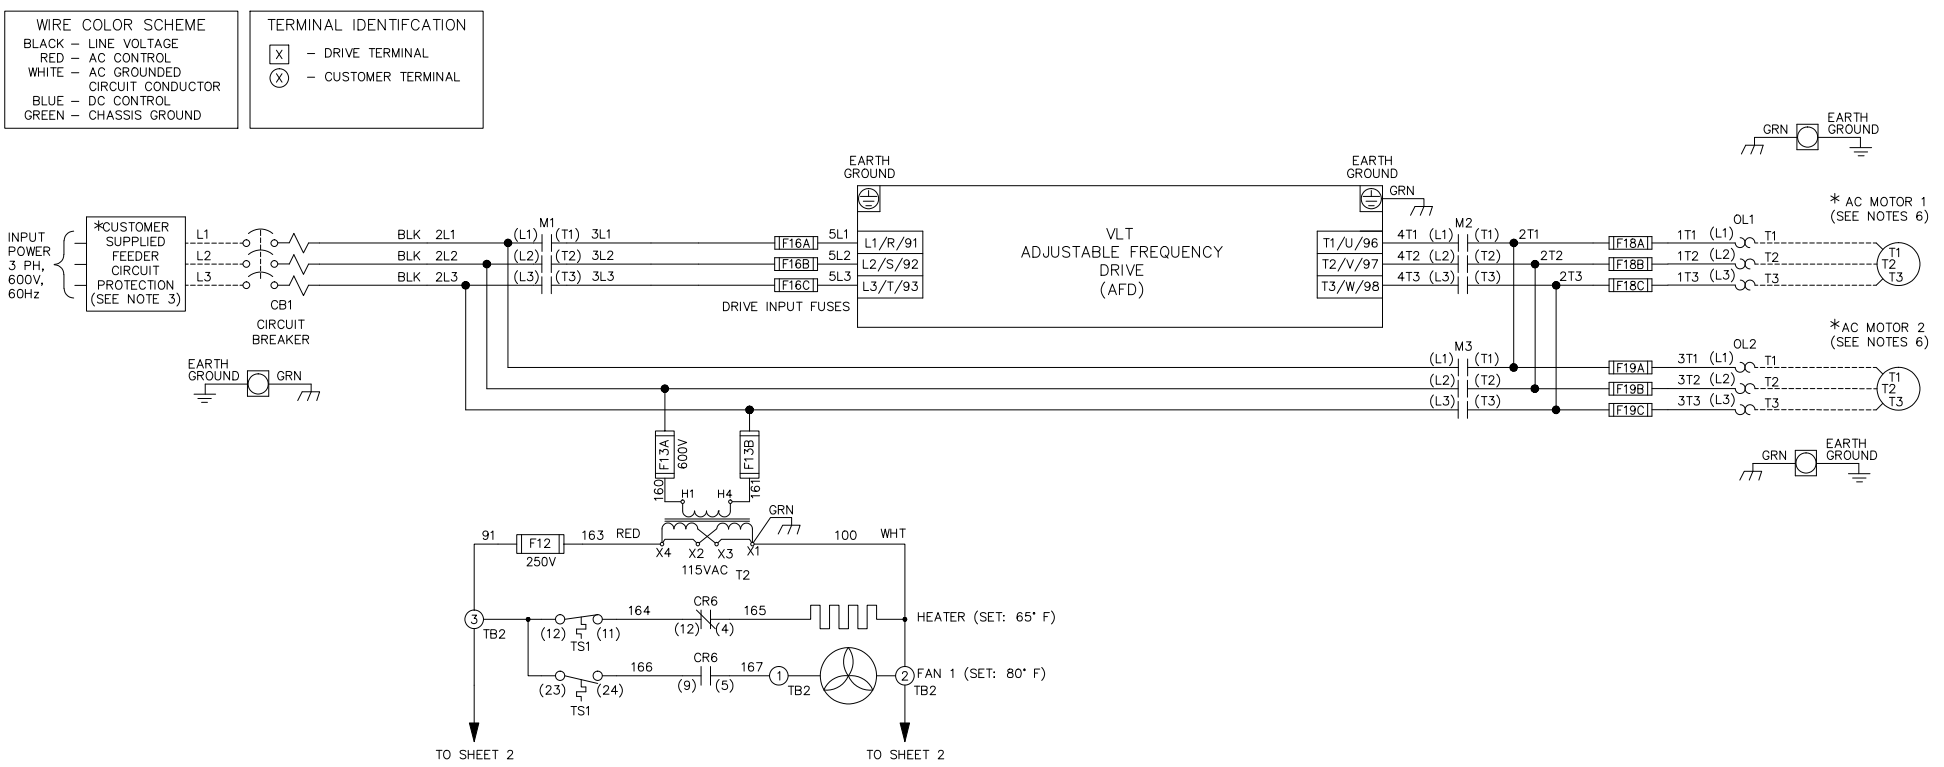 WIRE COLOR SCHEME
BLACK – LINE VOLTAGE
RED – AC CONTROL
WHITE – AC GROUNDED
CIRCUIT CONDUCTOR
BLUE – DC CONTROL
GREEN – CHASSIS GROUND
TERMINAL IDENTIFCATION
X – DRIVE TERMINAL
X – CUSTOMER TERMINAL
INPUT
POWER
3 PH,
600V,
60Hz
*CUSTOMER
SUPPLIED
FEEDER
CIRCUIT
PROTECTION
(SEE NOTE 3)
L1
L2
L3
CB1
CIRCUIT
BREAKER
EARTH
GROUND
GRN
BLK 2L1
BLK 2L2
BLK 2L3
M1
(L1) (T1) 3L1
(L2) (T2) 3L2
(L3) (T3) 3L3
F16A
F16B
F16C
DRIVE INPUT FUSES
5L1
5L2
5L3
EARTH
GROUND
L1/R/91
L2/S/92
L3/T/93
VLT
ADJUSTABLE FREQUENCY
DRIVE
(AFD)
EARTH
GROUND
GRN
T1/U/96
T2/V/97
T3/W/98
M2
4T1 (L1) (T1) 2T1
4T2 (L2) (T2) 2T2
4T3 (L3) (T3) 2T3
F18A
F18B
F18C
OL1
1T1 (L1) T1
1T2 (L2) T2
1T3 (L3) T3
GRN
EARTH
GROUND
* AC MOTOR 1
(SEE NOTES 6)
T1
T2
T3
M3
(L1) (T1)
(L2) (T2)
(L3) (T3)
F19A
F19B
F19C
OL2
3T1 (L1) T1
3T2 (L2) T2
3T3 (L3) T3
*AC MOTOR 2
(SEE NOTES 6)
T1
T2
T3
GRN
EARTH
GROUND
F13A
600V
F13B
160
161
H1 H4
GRN
91
F12
250V
163 RED
X4 X2 X3 X1
115VAC T2
100 WHT
3
TB2
(12) (11)
TS1
164
CR6
(12) (4)
165
HEATER (SET: 65° F)
(23) (24)
TS1
166
CR6
(9) (5)
167
1
TB2
2
TB2
FAN 1 (SET: 80° F)
TO SHEET 2
TO SHEET 2